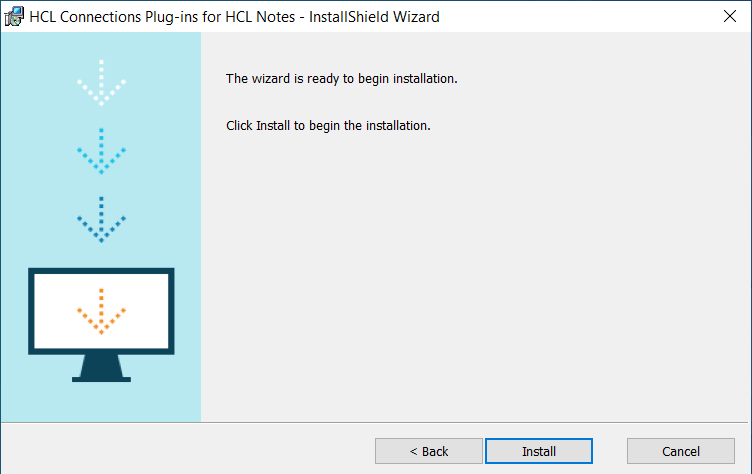 HCL Connections Plug-ins for HCL Notes - InstallShield Wizard
The wizard is ready to begin installation.
Click Install to begin the installation.
< Back
Install
Cancel